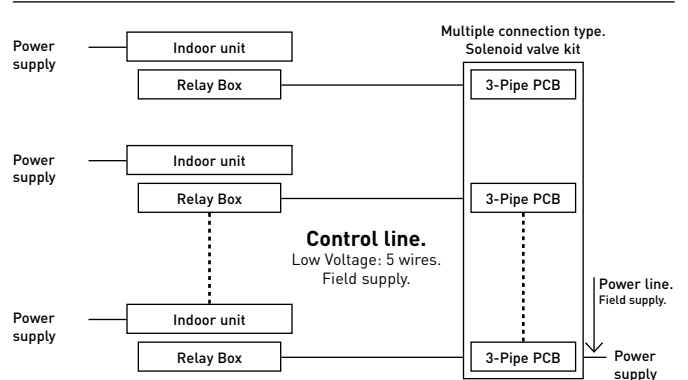 Multiple connection type.
Solenoid valve kit
Power
supply
Indoor unit
Relay Box
3-Pipe PCB
Power
supply
Indoor unit
Relay Box
3-Pipe PCB
Control line.
Low Voltage: 5 wires.
Field supply.
Power line.
Field supply.
Power
supply
Indoor unit
Relay Box
3-Pipe PCB
Power
supply